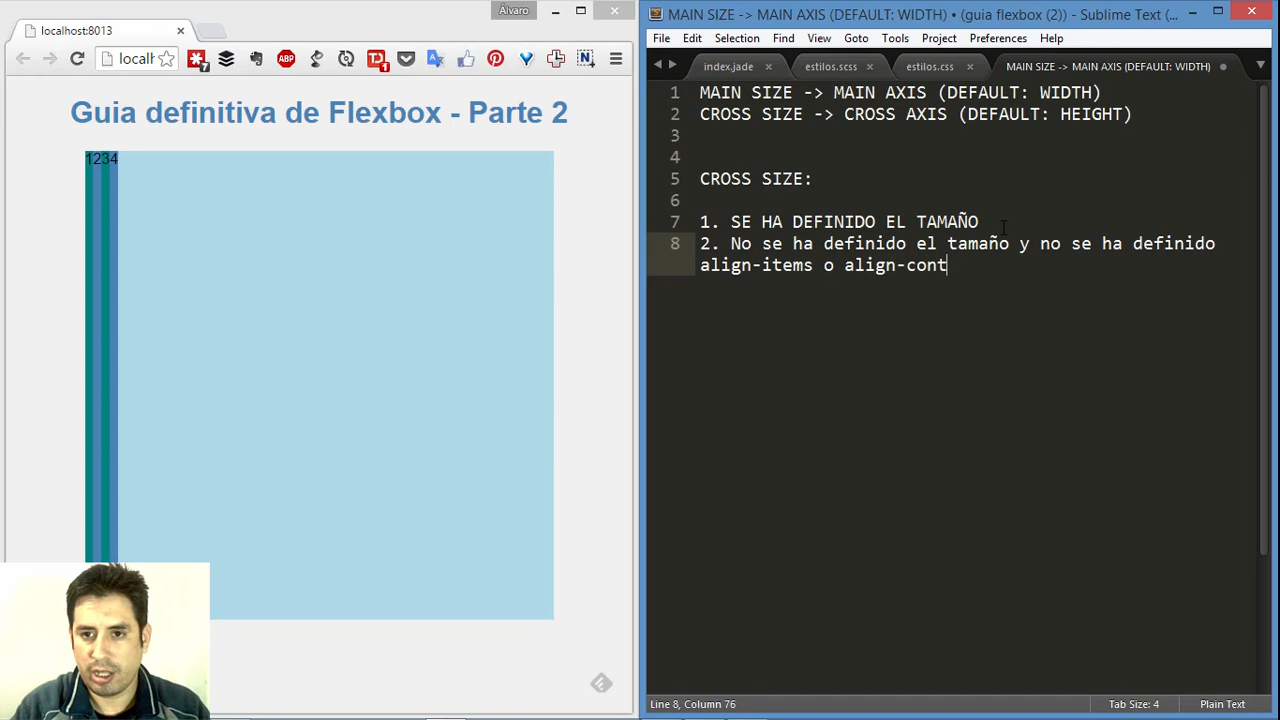 Álvaro
localhost:8013
localh
7
ABP
1
Guia definitiva de Flexbox - Parte 2
1234
MAIN SIZE -> MAIN AXIS (DEFAULT: WIDTH) • (guia flexbox (2)) - Sublime Text (...
File Edit Selection Find View Goto Tools Project Preferences Help
index.jade × estilos.scss × estilos.css × MAIN SIZE -> MAIN AXIS (DEFAULT: WIDTH)
1 MAIN SIZE -> MAIN AXIS (DEFAULT: WIDTH)
2 CROSS SIZE -> CROSS AXIS (DEFAULT: HEIGHT)
3
4
5 CROSS SIZE:
6
7 1. SE HA DEFINIDO EL TAMAÑO
8 2. No se ha definido el tamaño y no se ha definido
align-items o align-cont
Line 8, Column 76
Tab Size: 4
Plain Text